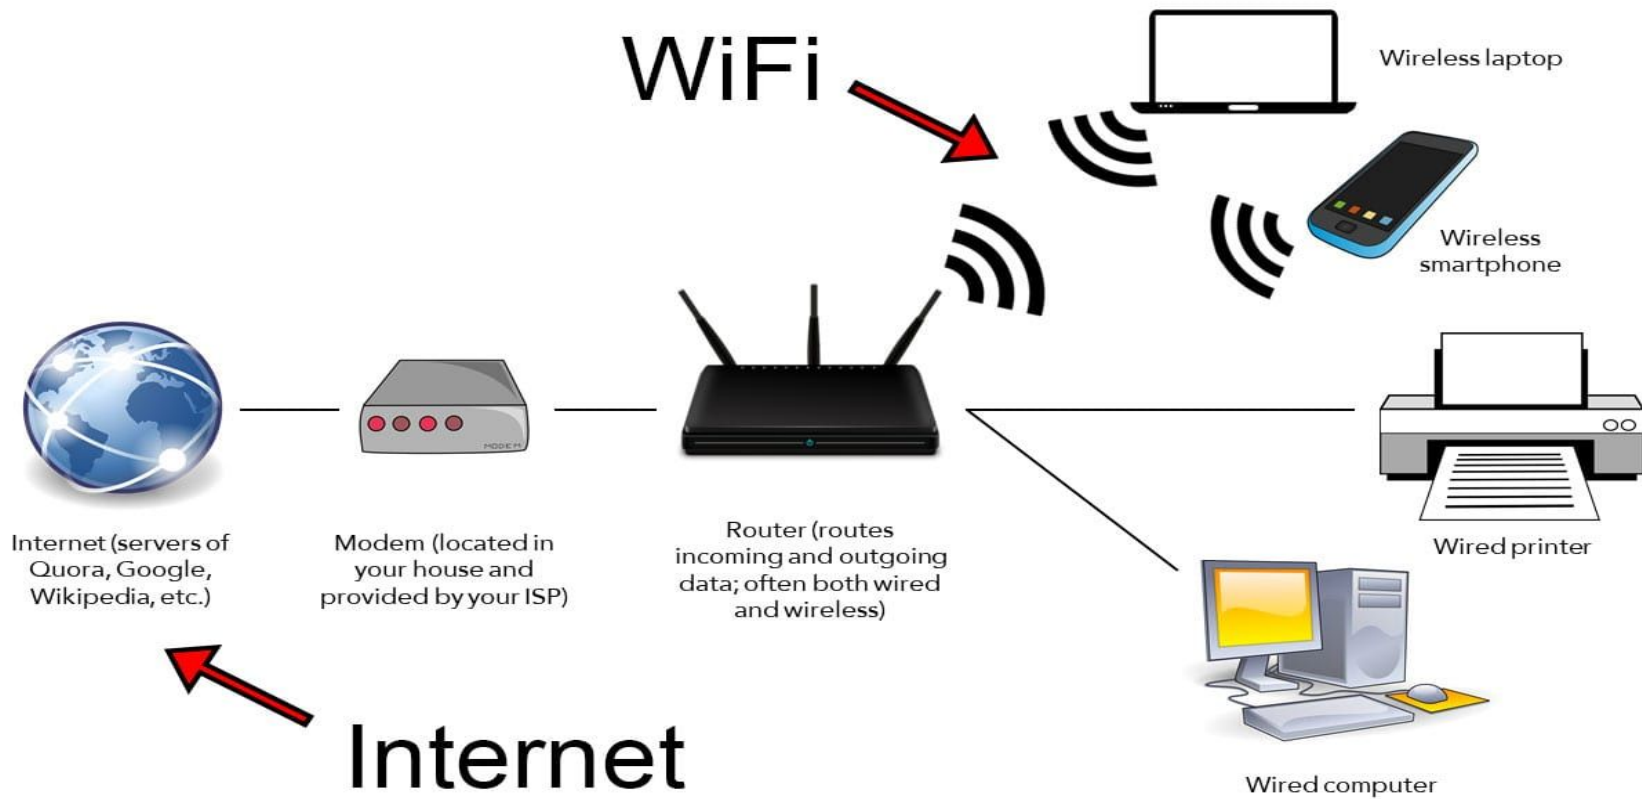 WiFi
Wireless laptop
Wireless
smartphone
MODEM
Internet (servers of
Quora, Google,
Wikipedia, etc.)
Modem (located in
your house and
provided by your ISP)
Router (routes
incoming and outgoing
data; often both wired
and wireless)
Wired printer
Internet
Wired computer